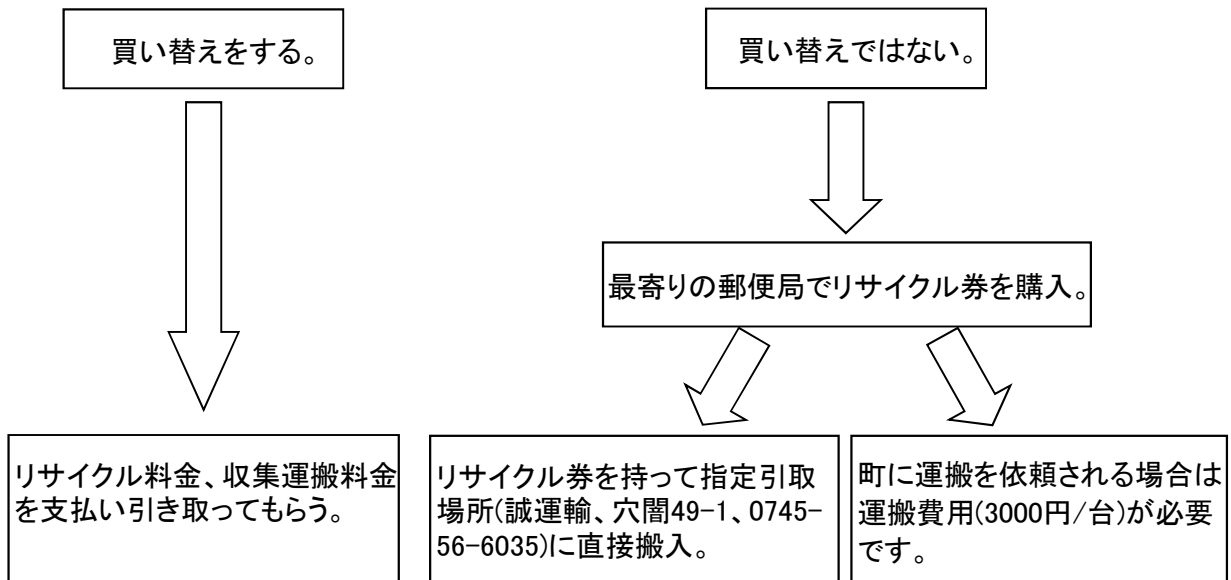 買い替えをする。
買い替えではない。
最寄りの郵便局でリサイクル券を購入。
リサイクル料金、収集運搬料金
を支払い引き取ってもらう。
リサイクル券を持って指定引取
場所(誠運輸、穴闇49-1、0745-
56-6035)に直接搬入。
町に運搬を依頼される場合は
運搬費用(3000円/台)が必要
です。